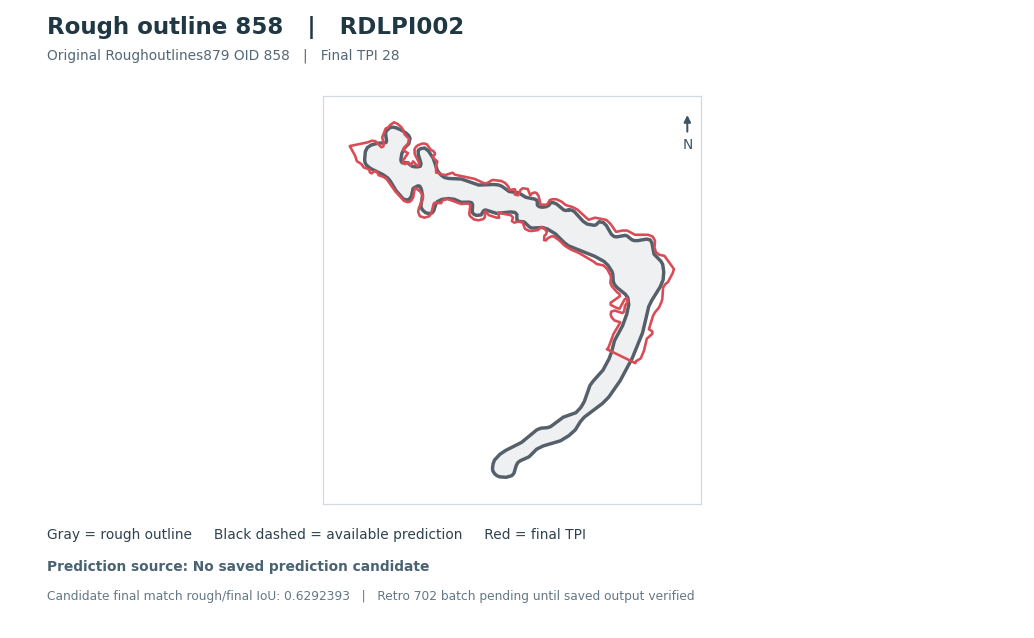 Rough outline 858 | RDLPI002
Original Roughoutlines879 OID 858 | Final TPI 28
N
Gray = rough outline Black dashed = available prediction Red = final TPI
Prediction source: No saved prediction candidate
Candidate final match rough/final IoU: 0.6292393 | Retro 702 batch pending until saved output verified